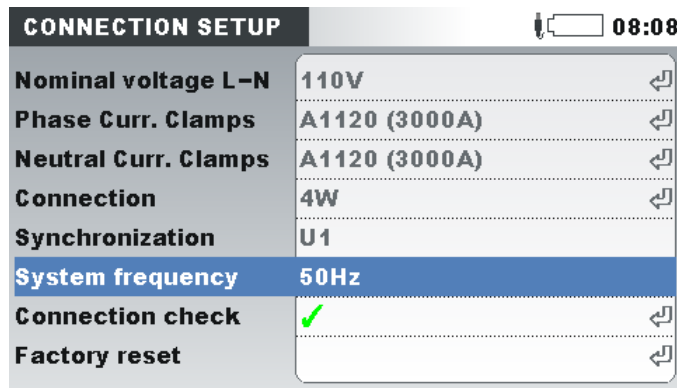 CONNECTION SETUP 08:08
Nominal voltage L-N 110V
Phase Curr. Clamps A1120 (3000A)
Neutral Curr. Clamps A1120 (3000A)
Connection 4W
Synchronization U1
System frequency 50Hz
Connection check ✓
Factory reset